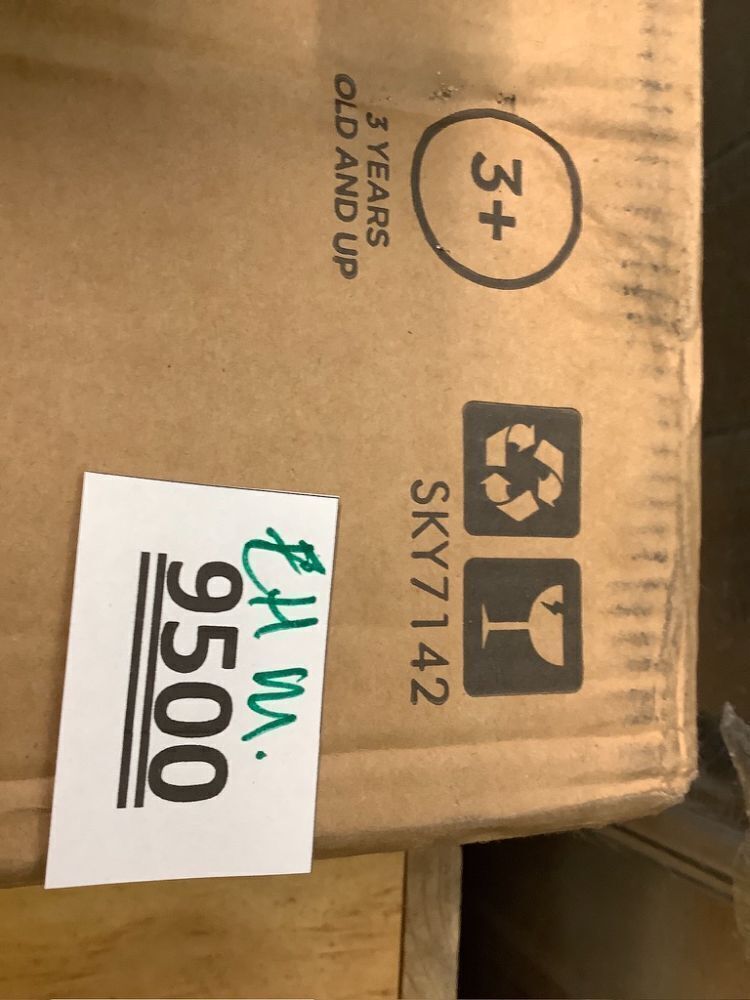 3+
3 YEARS
OLD AND UP
SKY7142
9500